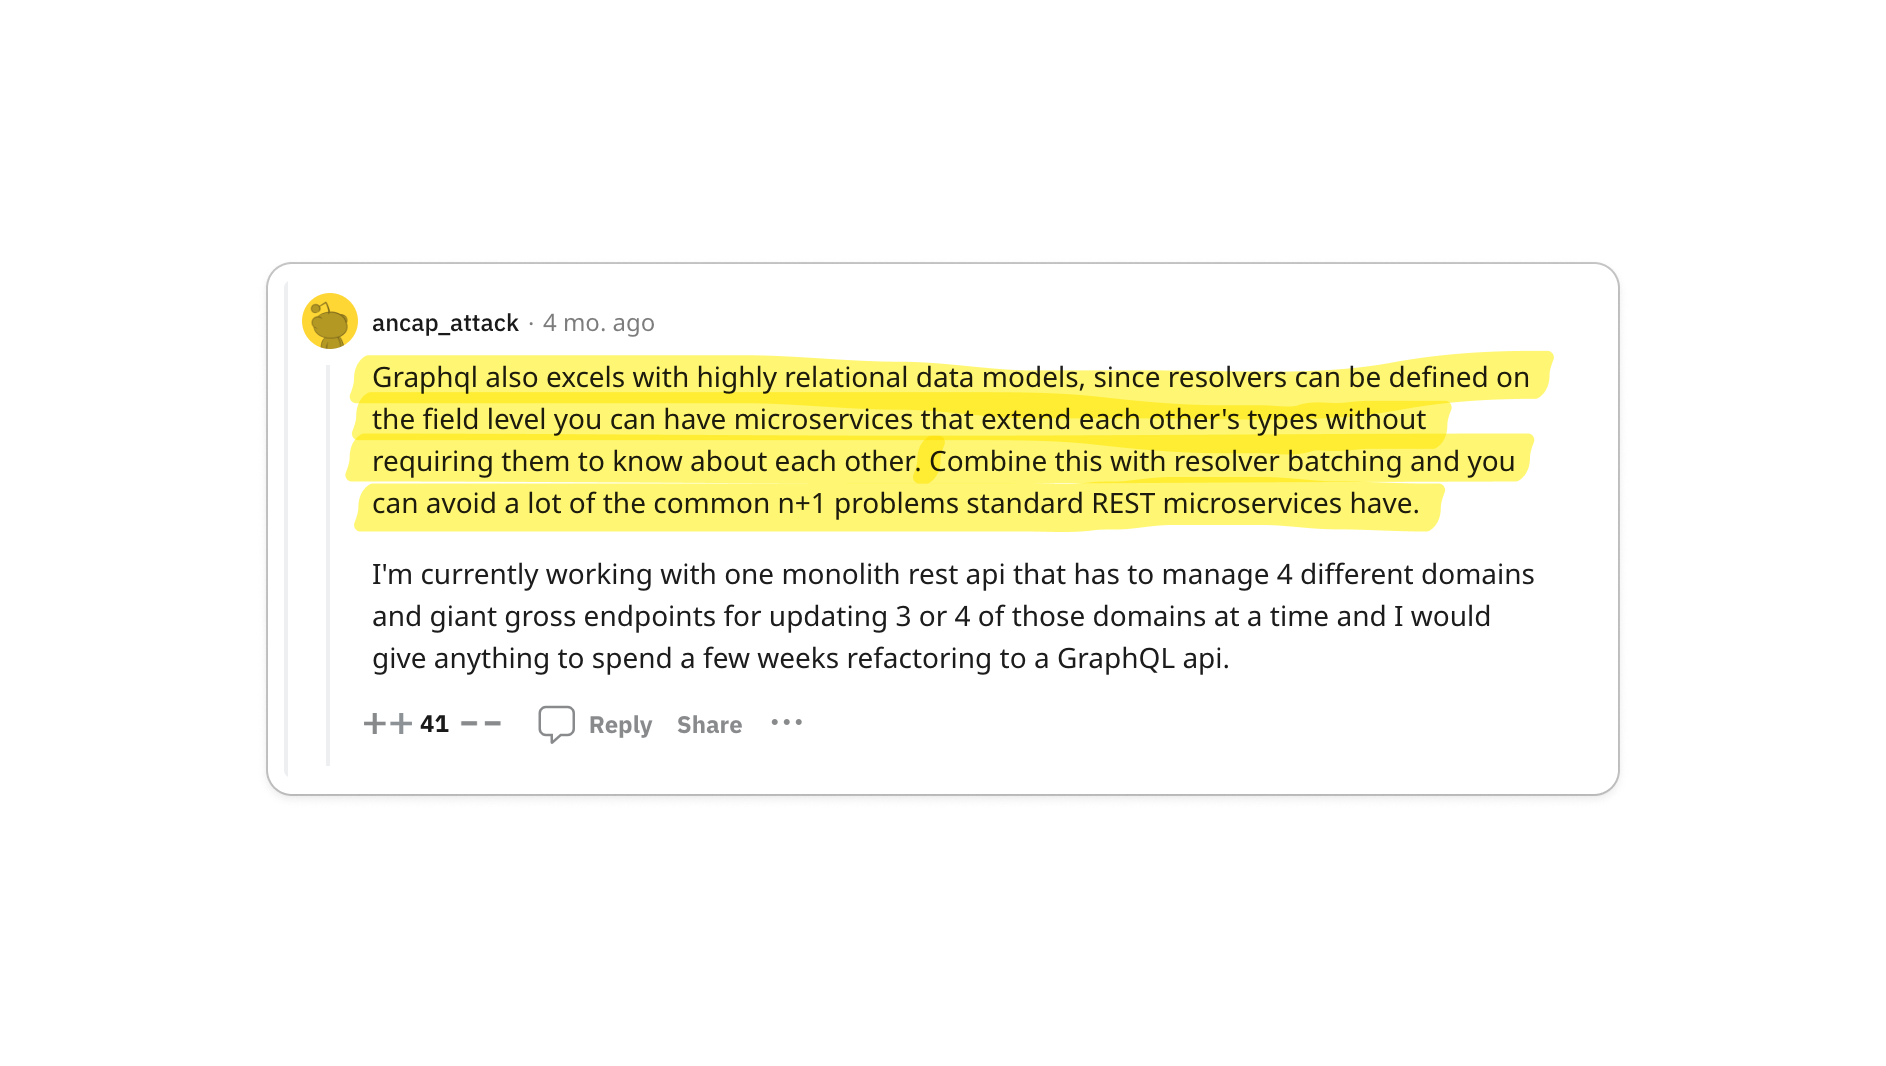 ancap_attack · 4 mo. ago
Graphql also excels with highly relational data models, since resolvers can be defined on
the field level you can have microservices that extend each other's types without
requiring them to know about each other. Combine this with resolver batching and you
can avoid a lot of the common n+1 problems standard REST microservices have.
I'm currently working with one monolith rest api that has to manage 4 different domains
and giant gross endpoints for updating 3 or 4 of those domains at a time and I would
give anything to spend a few weeks refactoring to a GraphQL api.
++ 41 -- Reply Share ···